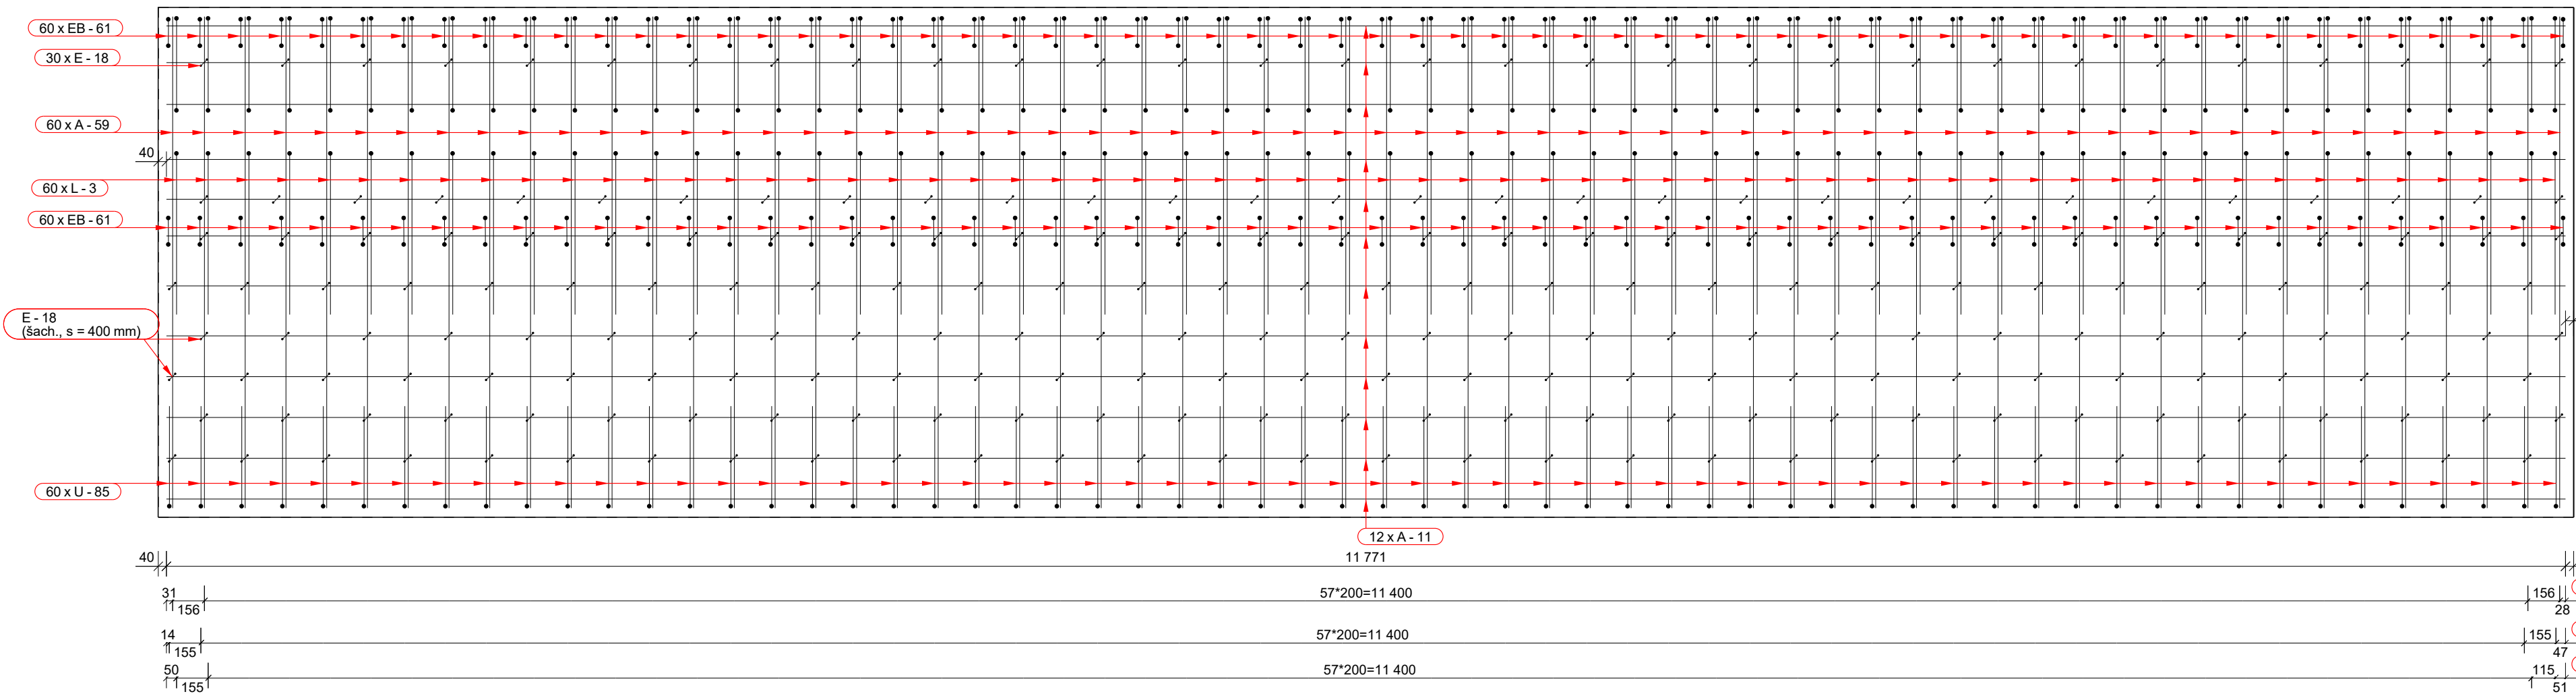 60 x EB - 61
30 x E - 18
60 x A - 59
40
60 x L - 3
60 x EB - 61
E - 18
(šach., s = 400 mm)
60 x U - 85
12 x A - 11
40
11 771
31
156
57*200=11 400
156
28
14
155
57*200=11 400
155
47
50
155
57*200=11 400
115
51